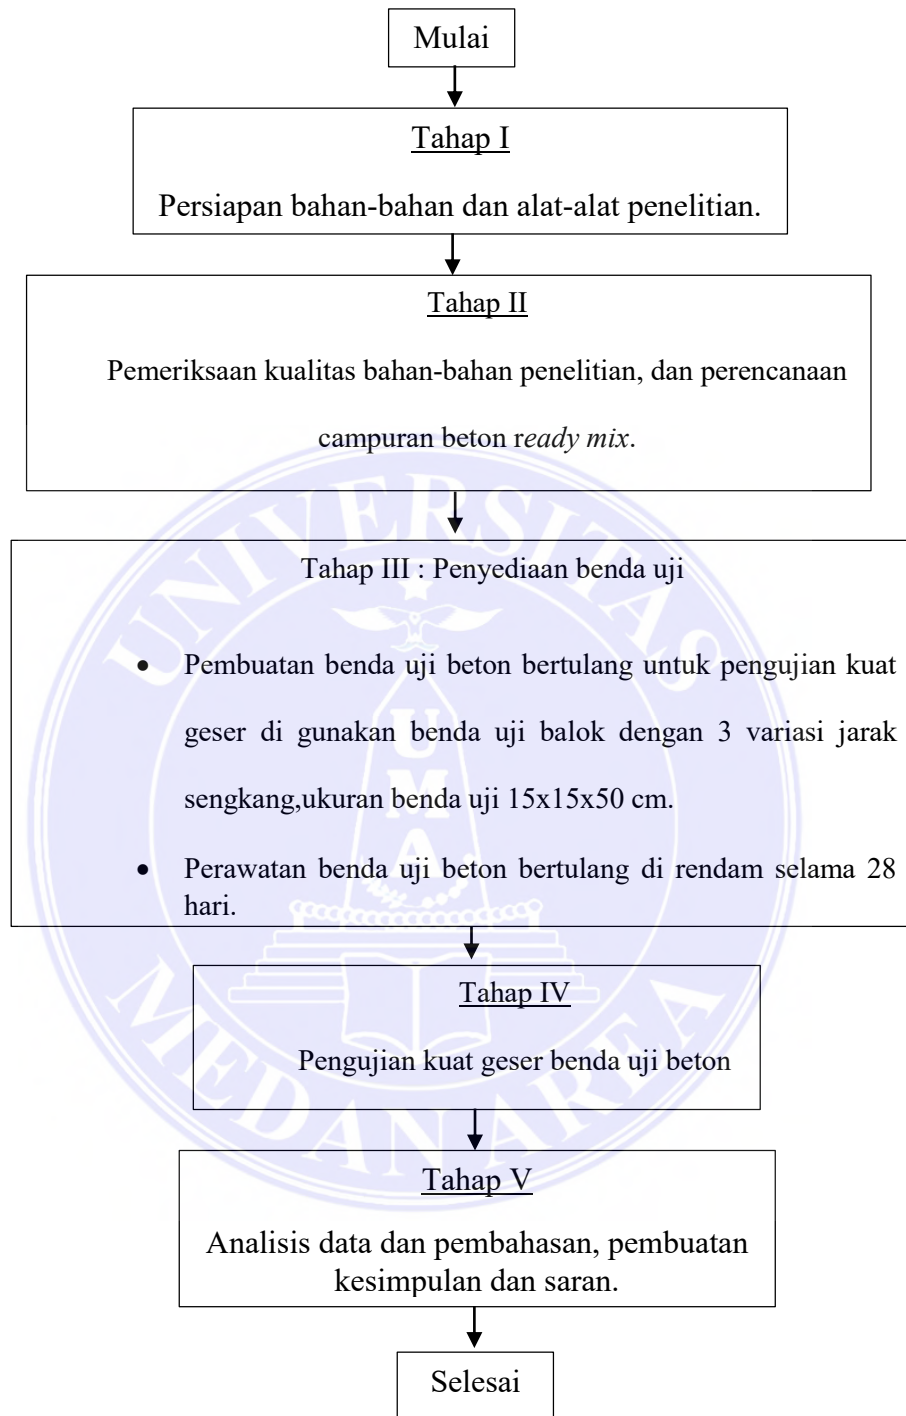 Mulai
Tahap I
Persiapan bahan-bahan dan alat-alat penelitian.
Tahap II
Pemeriksaan kualitas bahan-bahan penelitian, dan perencanaan
campuran beton ready mix.
Tahap III : Penyediaan benda uji
• Pembuatan benda uji beton bertulang untuk pengujian kuat
geser di gunakan benda uji balok dengan 3 variasi jarak
sengkang,ukuran benda uji 15x15x50 cm.
• Perawatan benda uji beton bertulang di rendam selama 28
hari.
Tahap IV
Pengujian kuat geser benda uji beton
Tahap V
Analisis data dan pembahasan, pembuatan
kesimpulan dan saran.
Selesai
UNIVERSITAS
UMA
MEDAN AREA